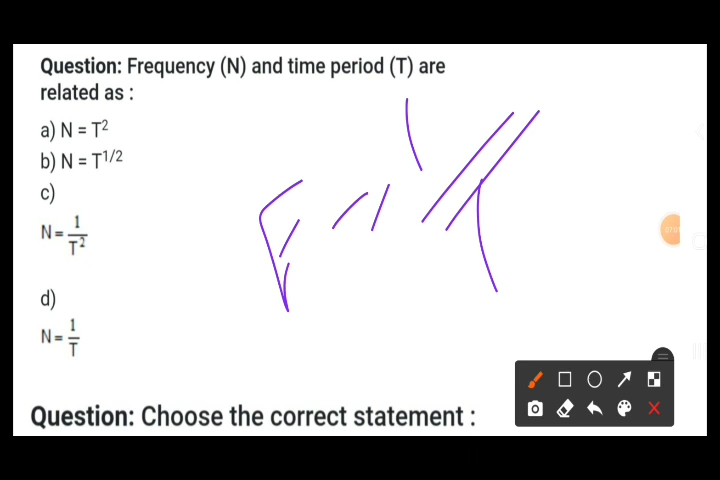 Question: Frequency (N) and time period (T) are
related as :
a) N = T²
b) N = T^1/2
c)
N = 1/T²
d)
N = 1/T
Question: Choose the correct statement :